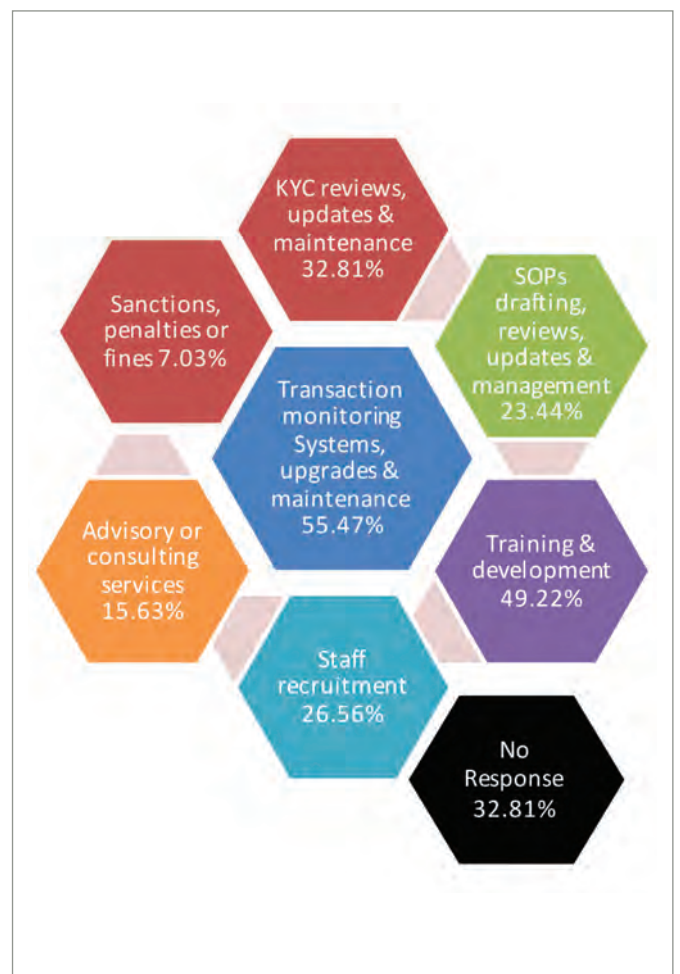 KYC reviews,
updates &
maintenance
32.81%
Sanctions,
penalties or
fines 7.03%
SOPs
drafting,
reviews,
updates &
management
23.44%
Transaction
monitoring
Systems,
upgrades &
maintenance
55.47%
Advisory or
consulting
services
15.63%
Training &
development
49.22%
Staff
recruitment
26.56%
No
Response
32.81%